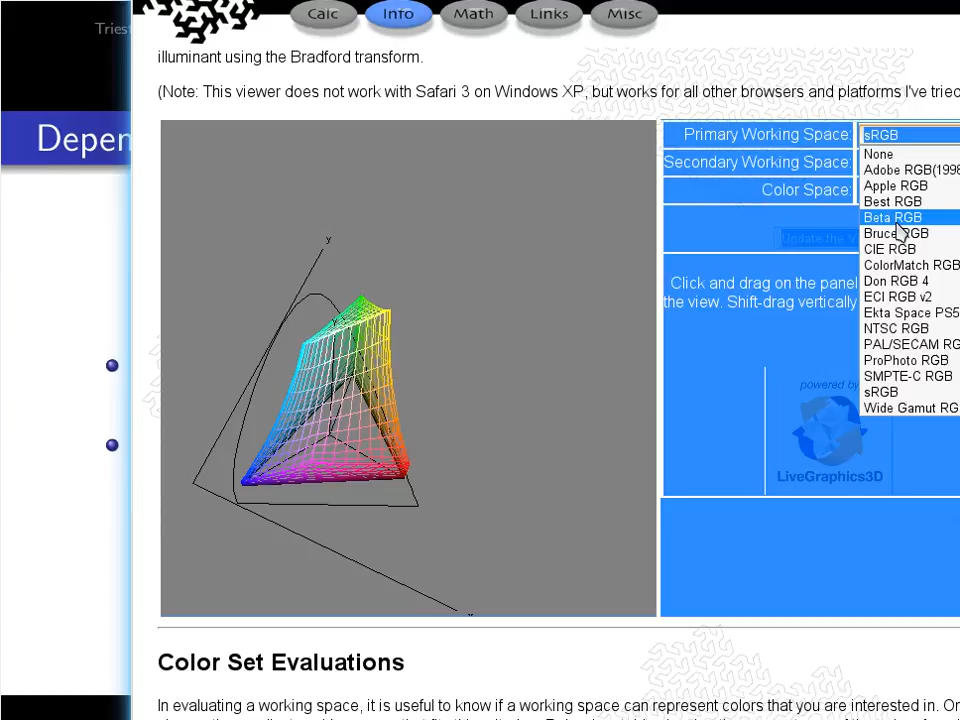 Calc Info Math Links Misc
Triest
illuminant using the Bradford transform.
(Note: This viewer does not work with Safari 3 on Windows XP, but works for all other browsers and platforms I've tried
Depen
Primary Working Space: sRGB
Secondary Working Space:
Color Space:
None
Adobe RGB(1998
Apple RGB
Best RGB
Beta RGB
Bruce RGB
CIE RGB
ColorMatch RGB
Don RGB 4
ECI RGB v2
Ekta Space PS5
NTSC RGB
PAL/SECAM RG
ProPhoto RGB
SMPTE-C RGB
sRGB
Wide Gamut RG
Update the
Click and drag on the panel
the view. Shift-drag vertically
y
powered by
LiveGraphics3D
Color Set Evaluations
In evaluating a working space, it is useful to know if a working space can represent colors that you are interested in. Or